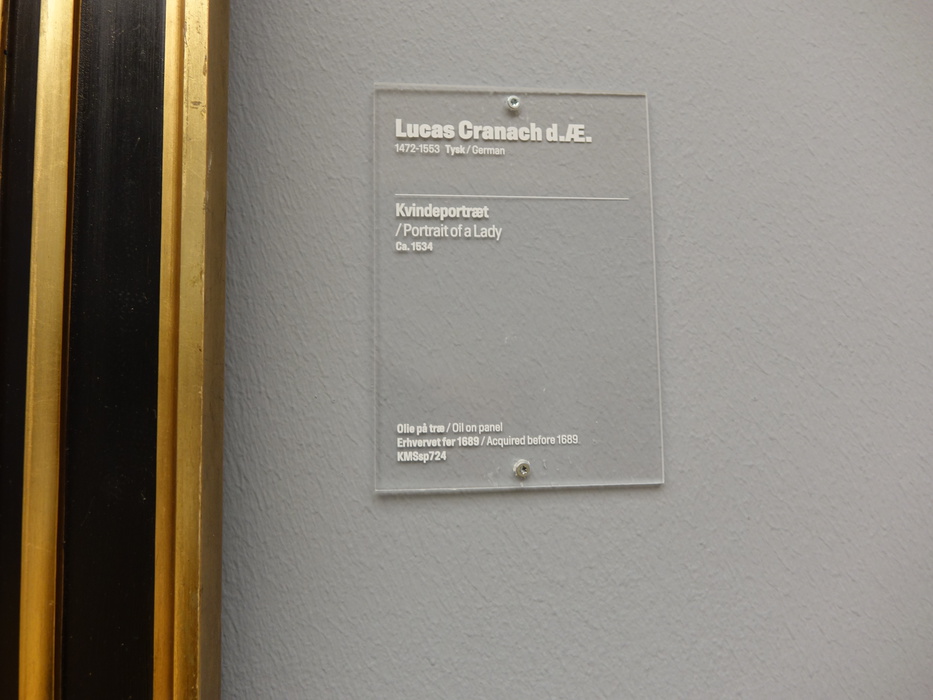 Lucas Cranach d.Æ.
1472-1553 Tysk / German
Kvindeportræt
/ Portrait of a Lady
Ca. 1534
Olie på træ / Oil on panel
Erhvervet før 1689 / Acquired before 1689
KMSsp724